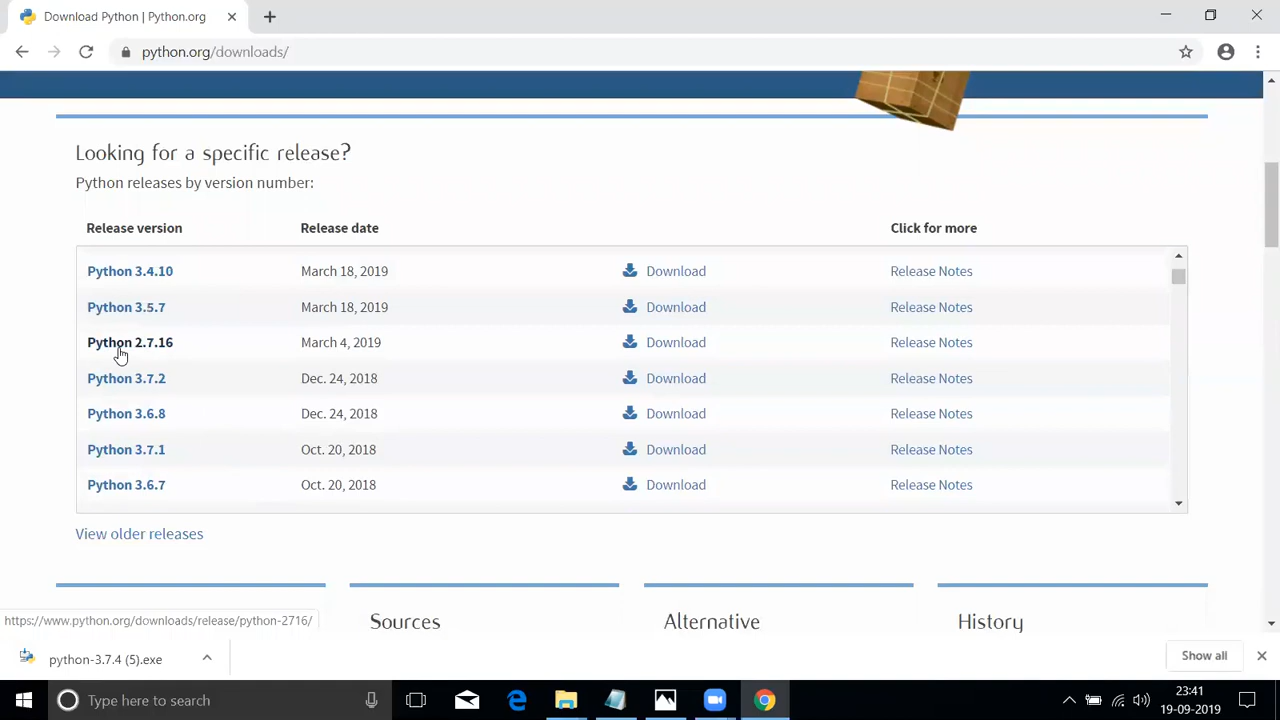 Download Python | Python.org
python.org/downloads/
Looking for a specific release?
Python releases by version number:
Release version Release date Click for more
Python 3.4.10 March 18, 2019 Download Release Notes
Python 3.5.7 March 18, 2019 Download Release Notes
Python 2.7.16 March 4, 2019 Download Release Notes
Python 3.7.2 Dec. 24, 2018 Download Release Notes
Python 3.6.8 Dec. 24, 2018 Download Release Notes
Python 3.7.1 Oct. 20, 2018 Download Release Notes
Python 3.6.7 Oct. 20, 2018 Download Release Notes
View older releases
Sources Alternative History
https://www.python.org/downloads/release/python-2716/
python-3.7.4 (5).exe Show all
Type here to search
23:41
19-09-2019